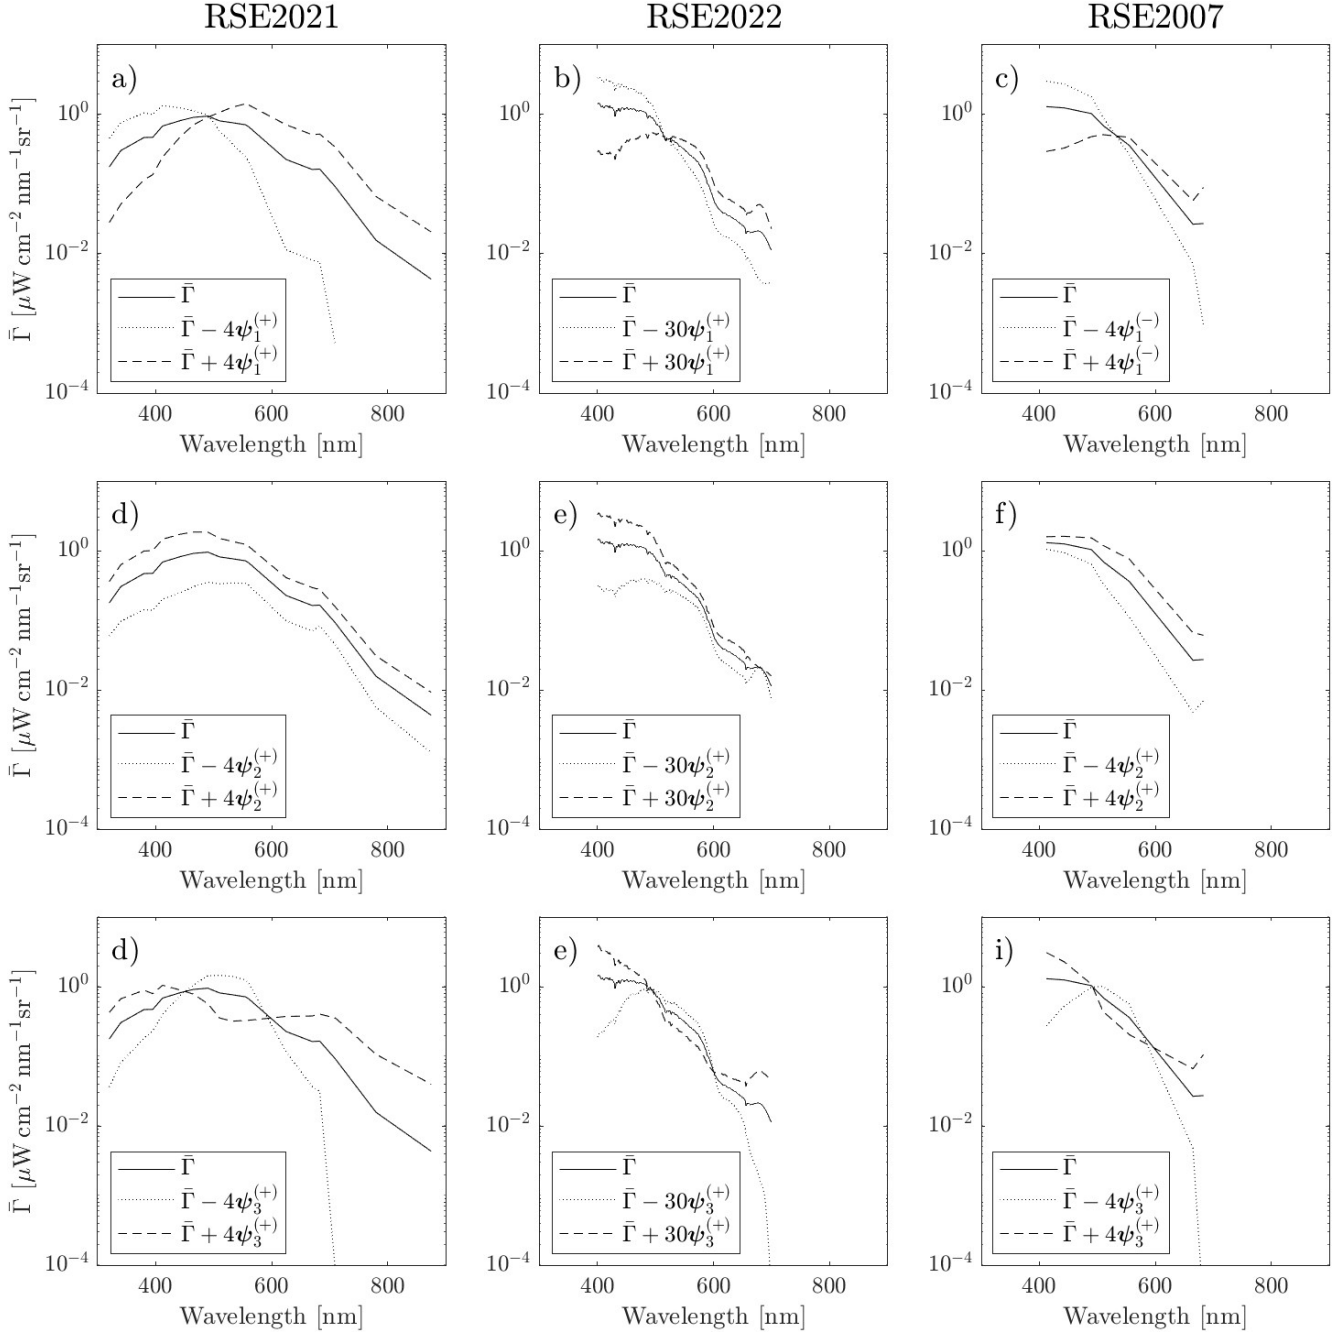 RSE2021 RSE2022 RSE2007
a)
Γ̄ [μW cm⁻² nm⁻¹sr⁻¹]
10⁰
10⁻²
10⁻⁴
Γ̄
Γ̄ − 4ψ₁⁽⁺⁾
Γ̄ + 4ψ₁⁽⁺⁾
400 600 800
Wavelength [nm]
b)
10⁰
10⁻²
10⁻⁴
Γ̄
Γ̄ − 30ψ₁⁽⁺⁾
Γ̄ + 30ψ₁⁽⁺⁾
400 600 800
Wavelength [nm]
c)
10⁰
10⁻²
10⁻⁴
Γ̄
Γ̄ − 4ψ₁⁽⁻⁾
Γ̄ + 4ψ₁⁽⁻⁾
400 600 800
Wavelength [nm]
d)
Γ̄ [μW cm⁻² nm⁻¹sr⁻¹]
10⁰
10⁻²
10⁻⁴
Γ̄
Γ̄ − 4ψ₂⁽⁺⁾
Γ̄ + 4ψ₂⁽⁺⁾
400 600 800
Wavelength [nm]
e)
10⁰
10⁻²
10⁻⁴
Γ̄
Γ̄ − 30ψ₂⁽⁺⁾
Γ̄ + 30ψ₂⁽⁺⁾
400 600 800
Wavelength [nm]
f)
10⁰
10⁻²
10⁻⁴
Γ̄
Γ̄ − 4ψ₂⁽⁺⁾
Γ̄ + 4ψ₂⁽⁺⁾
400 600 800
Wavelength [nm]
d)
Γ̄ [μW cm⁻² nm⁻¹sr⁻¹]
10⁰
10⁻²
10⁻⁴
Γ̄
Γ̄ − 4ψ₃⁽⁺⁾
Γ̄ + 4ψ₃⁽⁺⁾
400 600 800
Wavelength [nm]
e)
10⁰
10⁻²
10⁻⁴
Γ̄
Γ̄ − 30ψ₃⁽⁺⁾
Γ̄ + 30ψ₃⁽⁺⁾
400 600 800
Wavelength [nm]
i)
10⁰
10⁻²
10⁻⁴
Γ̄
Γ̄ − 4ψ₃⁽⁺⁾
Γ̄ + 4ψ₃⁽⁺⁾
400 600 800
Wavelength [nm]